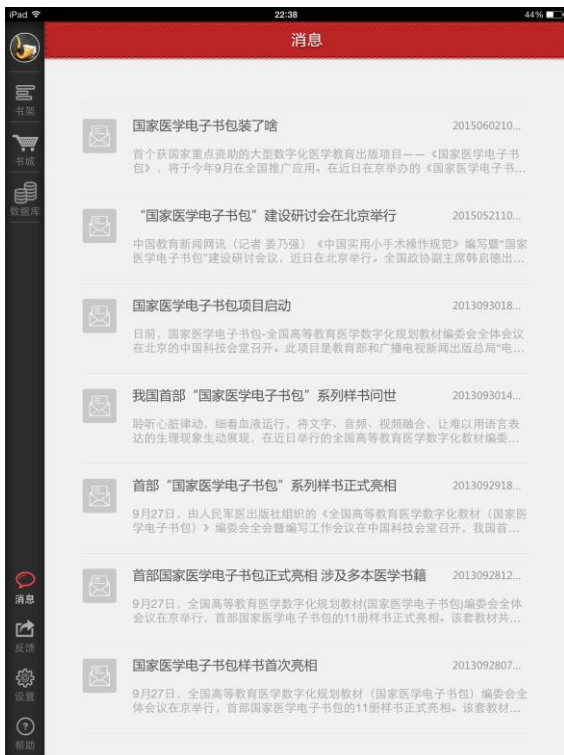 iPad
22:38
44%
消息
书架
书城
数据库
消息
反馈
设置
帮助
国家医学电子书包装了啥
2015060210...
首个获国家重点资助的大型数字化医学教育出版项目——《国家医学电子书
包》，将于今年9月在全国推广应用。在近日在京举办的《国家医学电子书...
“国家医学电子书包”建设研讨会在北京举行
2015052110...
中国教育新闻网讯（记者 姜乃强）《中国实用小手术操作规范》编写暨“国家
医学电子书包”建设研讨会议，近日在北京举行。全国政协副主席韩启德出...
国家医学电子书包项目启动
2013093018...
日前，国家医学电子书包-全国高等教育医学数字化规划教材编委会全体会议
在北京的中国科技会堂召开。此项目是教育部和广播电视新闻出版总局“电...
我国首部“国家医学电子书包”系列样书问世
2013093014...
聆听心脏律动，细看血液运行，将文字、音频、视频融合，让难以用语言表
达的生理现象生动展现，在近日举行的全国高等教育医学数字化教材编委...
首部“国家医学电子书包”系列样书正式亮相
2013092918...
9月27日，由人民军医出版社组织的《全国高等教育医学数字化教材（国家医
学电子书包）》编委会全会暨编写工作会议在中国科技会堂召开，我国首...
首部国家医学电子书包正式亮相 涉及多本医学书籍
2013092812...
9月27日，全国高等教育医学数字化规划教材(国家医学电子书包)编委会全体
会议在京举行，首部国家医学电子书包的11册样书正式亮相。该套教材共...
国家医学电子书包样书首次亮相
2013092807...
9月27日，全国高等教育医学数字化规划教材（国家医学电子书包）编委会全
体会议在京举行，首部国家医学电子书包的11册样书正式亮相。该套教材...